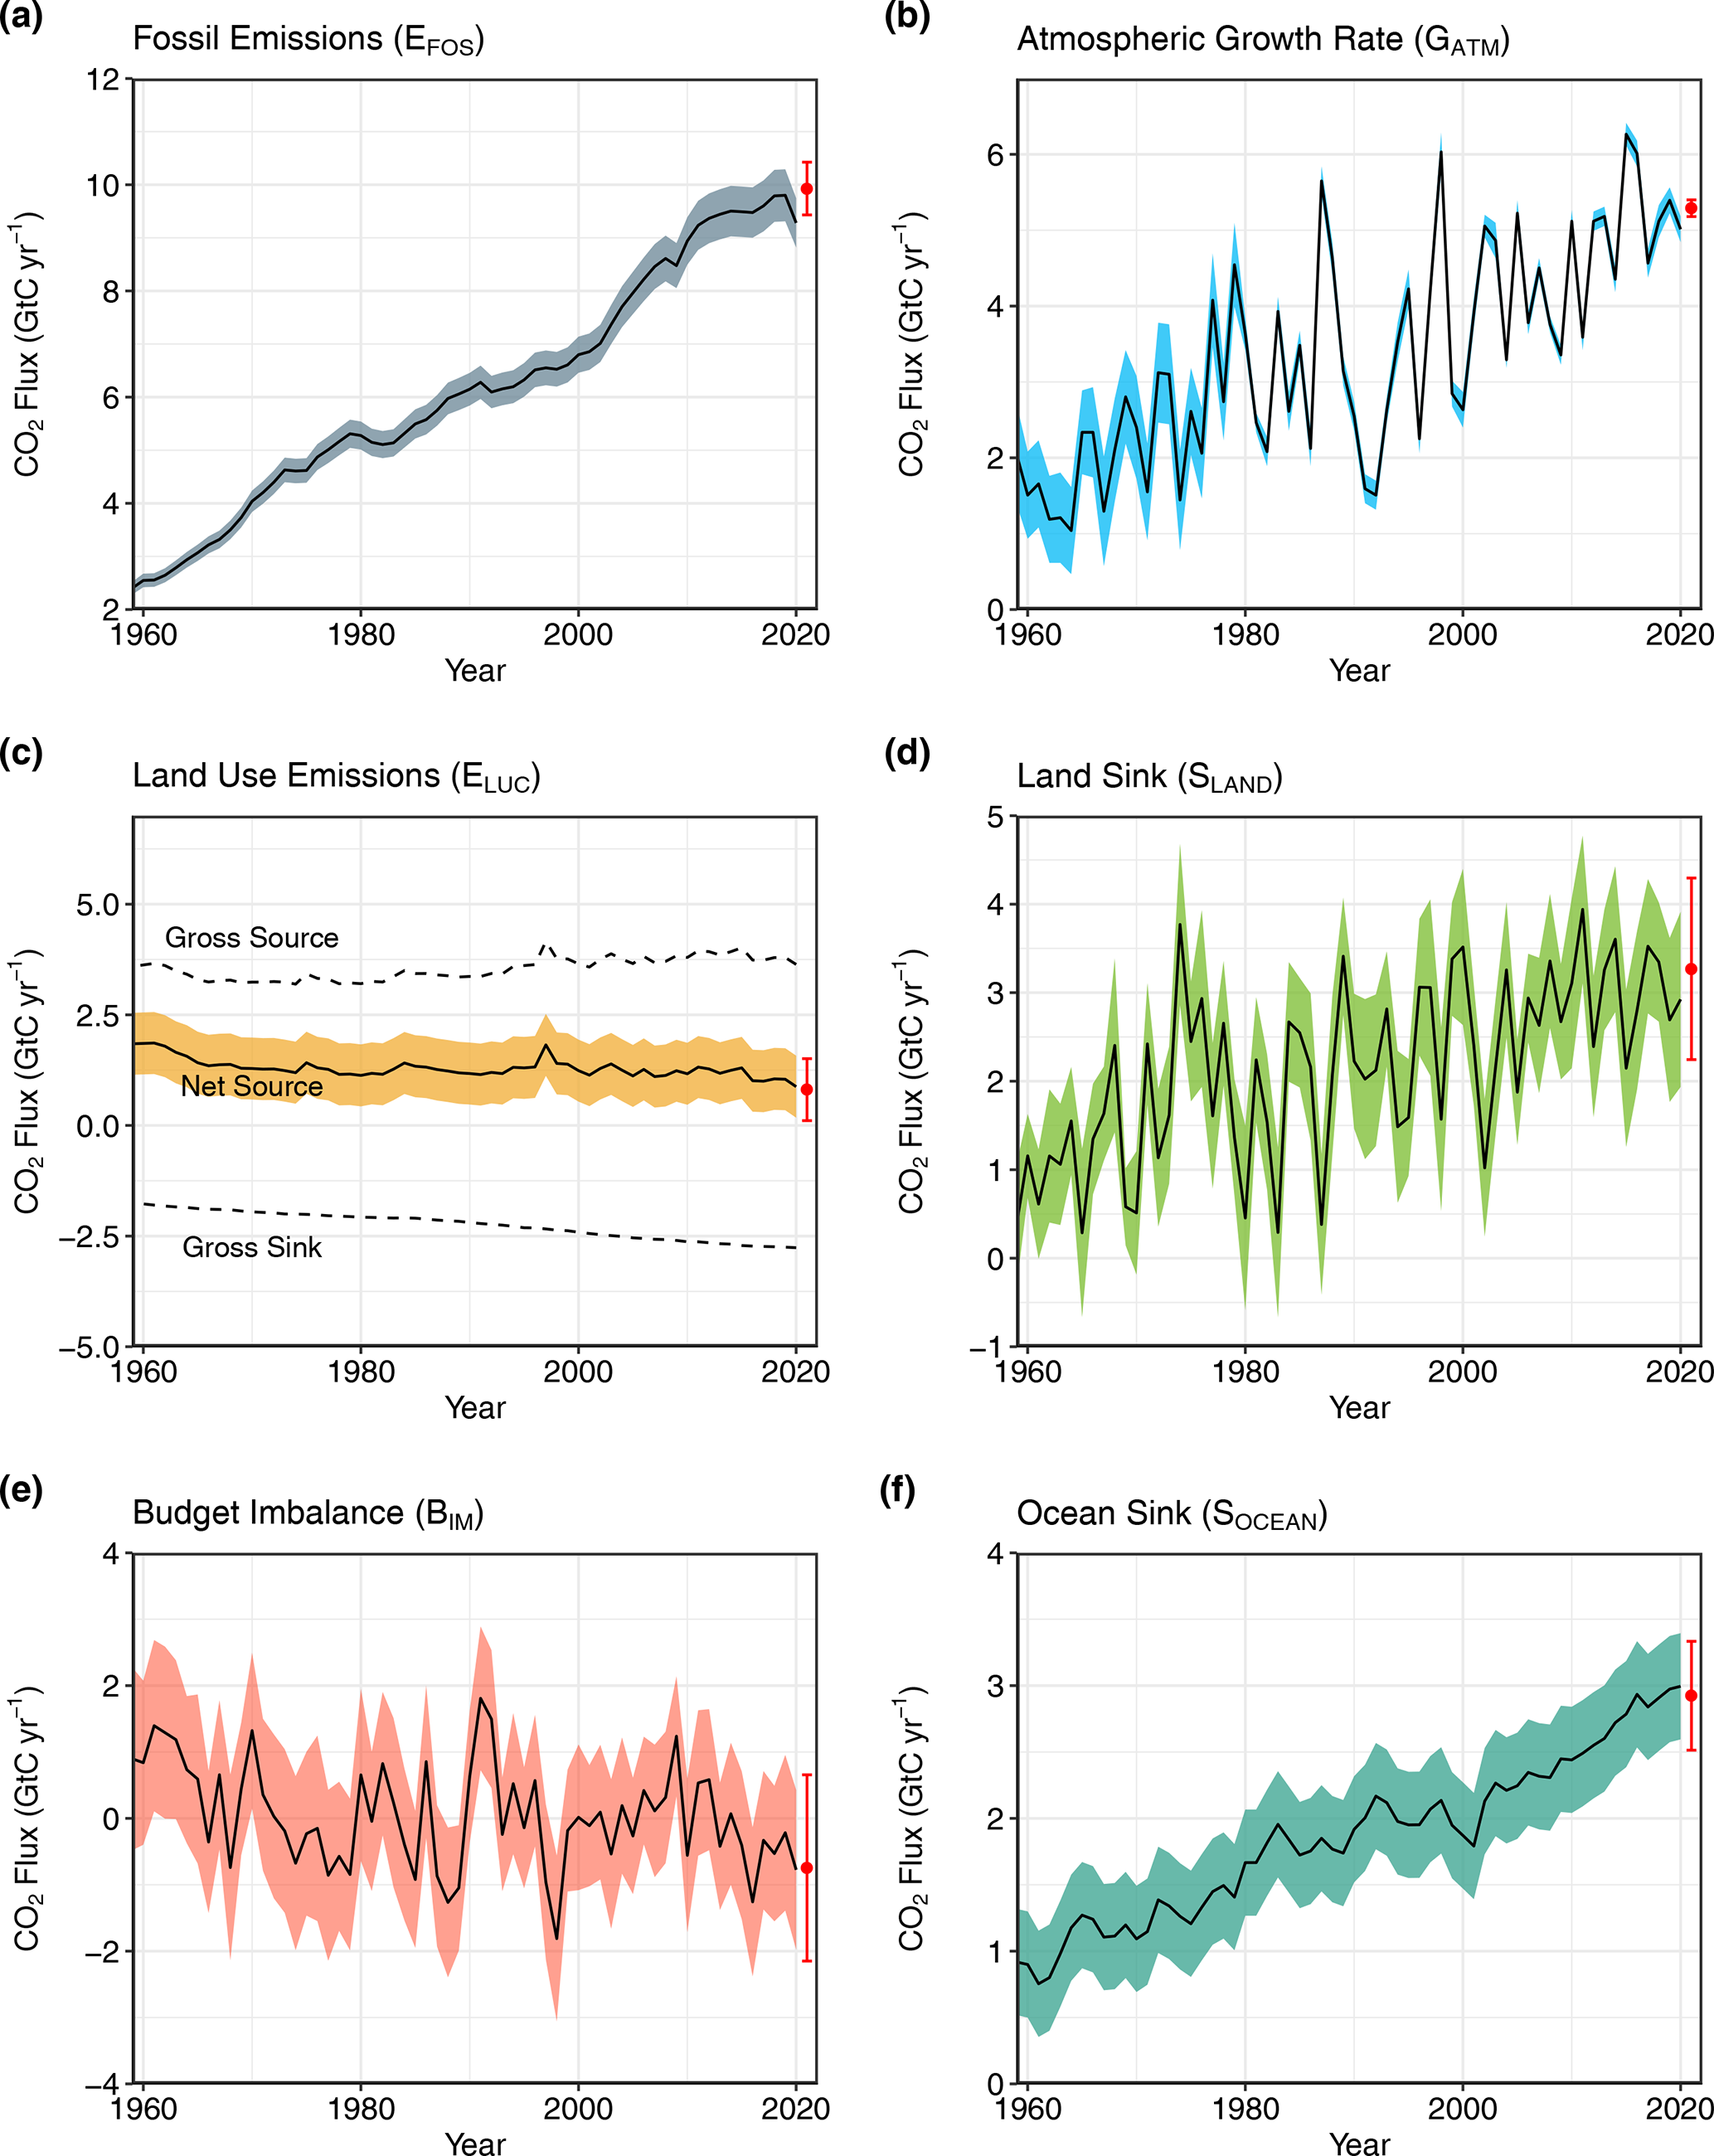 (a)
Fossil Emissions (E_FOS)
12
10
8
6
4
2
CO₂ Flux (GtC yr⁻¹)
1960 1980 2000 2020
Year
(b)
Atmospheric Growth Rate (G_ATM)
6
4
2
0
CO₂ Flux (GtC yr⁻¹)
1960 1980 2000 2020
Year
(c)
Land Use Emissions (E_LUC)
5.0
2.5
0.0
−2.5
−5.0
CO₂ Flux (GtC yr⁻¹)
Gross Source
Net Source
Gross Sink
1960 1980 2000 2020
Year
(d)
Land Sink (S_LAND)
5
4
3
2
1
0
−1
CO₂ Flux (GtC yr⁻¹)
1960 1980 2000 2020
Year
(e)
Budget Imbalance (B_IM)
4
2
0
−2
−4
CO₂ Flux (GtC yr⁻¹)
1960 1980 2000 2020
Year
(f)
Ocean Sink (S_OCEAN)
4
3
2
1
0
CO₂ Flux (GtC yr⁻¹)
1960 1980 2000 2020
Year